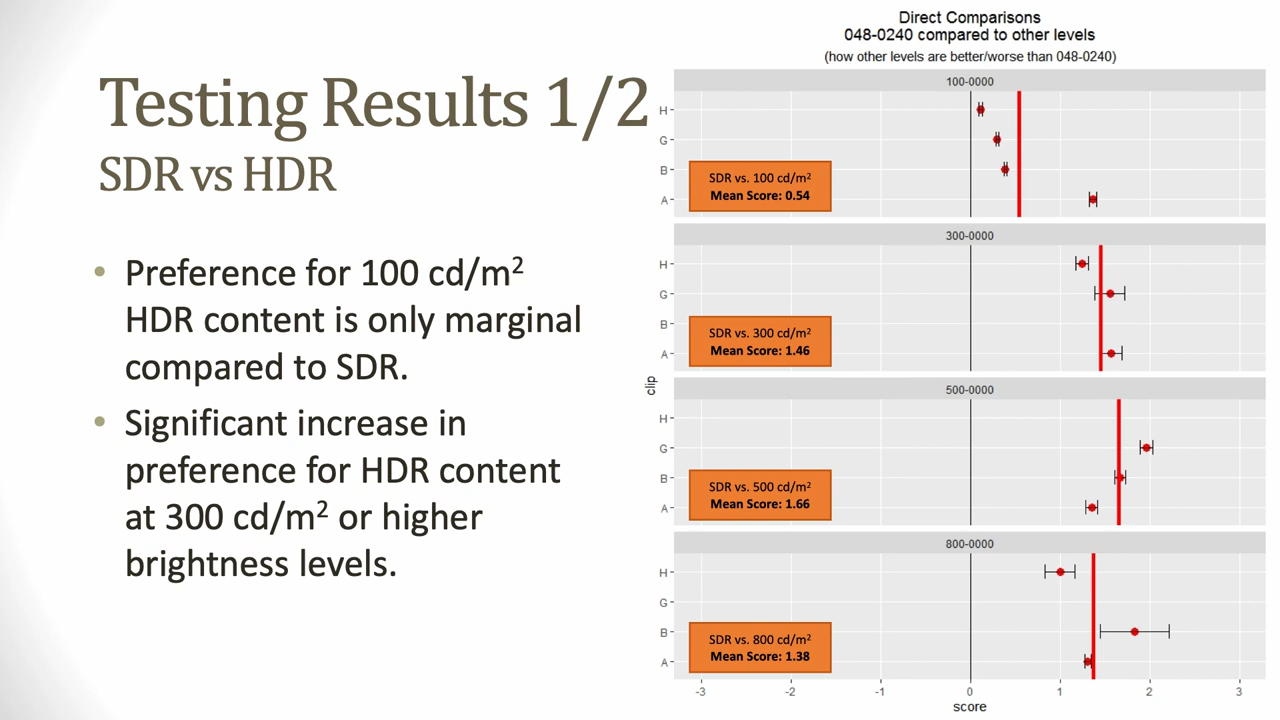 Testing Results 1/2
SDR vs HDR
• Preference for 100 cd/m²
HDR content is only marginal
compared to SDR.
• Significant increase in
preference for HDR content
at 300 cd/m² or higher
brightness levels.
Direct Comparisons
048-0240 compared to other levels
(how other levels are better/worse than 048-0240)
clip
100-0000
H
G
B
A
SDR vs. 100 cd/m²
Mean Score: 0.54
300-0000
H
G
B
A
SDR vs. 300 cd/m²
Mean Score: 1.46
500-0000
H
G
B
A
SDR vs. 500 cd/m²
Mean Score: 1.66
800-0000
H
G
B
A
SDR vs. 800 cd/m²
Mean Score: 1.38
-3 -2 -1 0 1 2 3
score